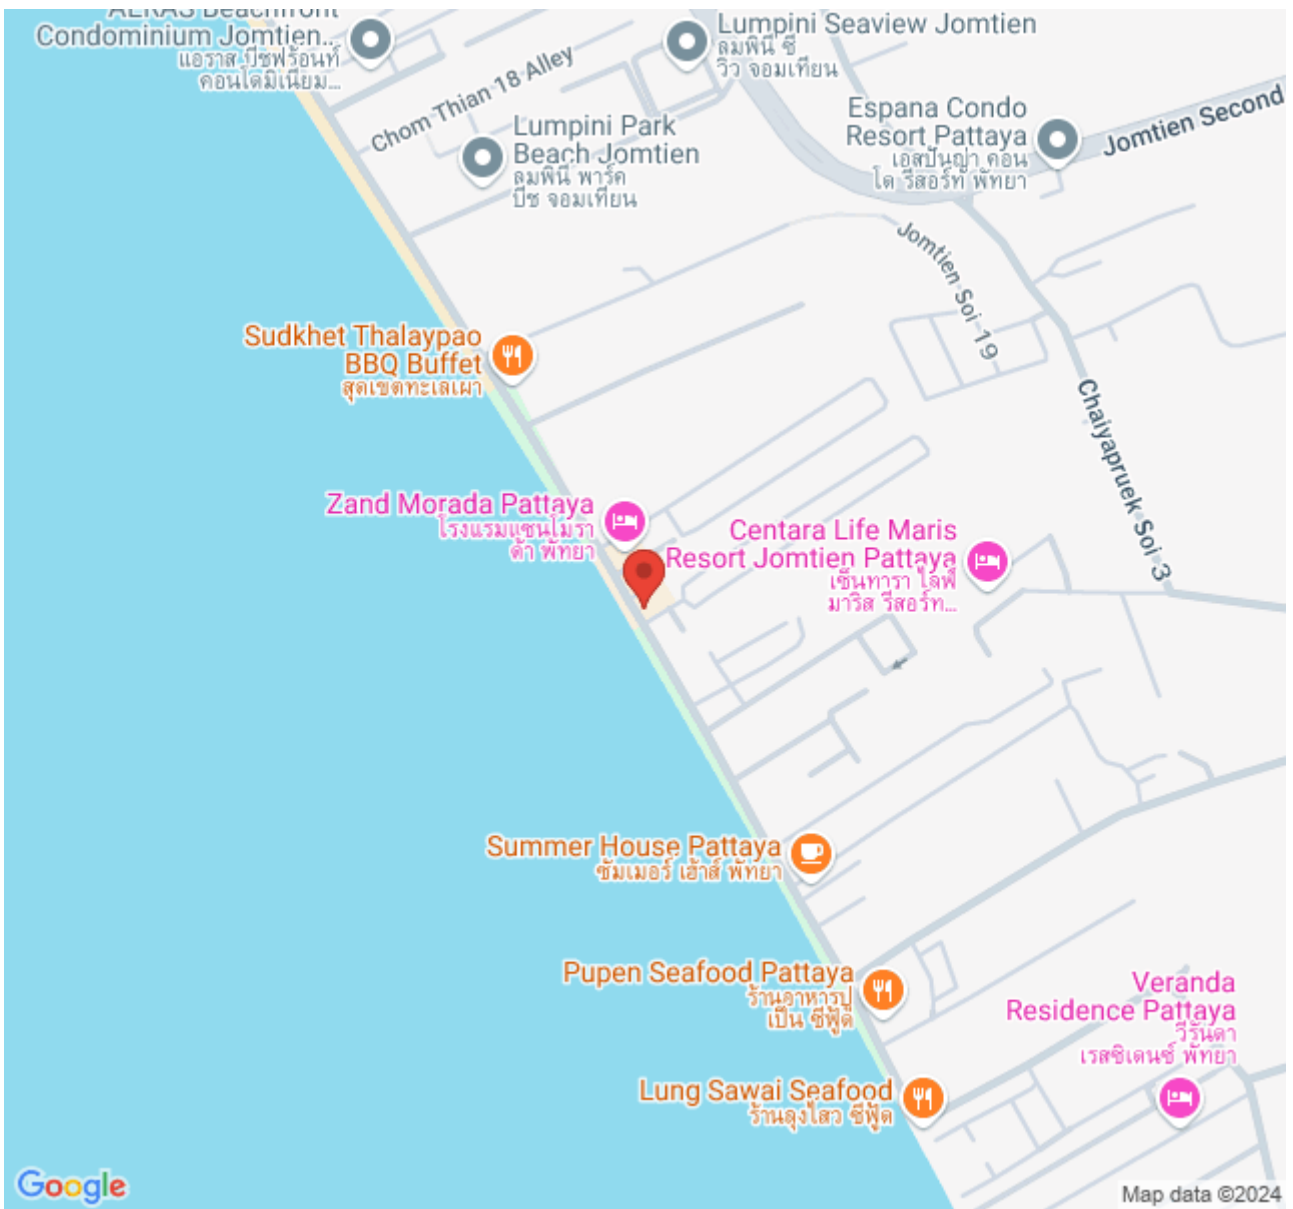 AERAS Beachfront
Condominium Jomtien...
แอราส บีชฟร้อนท์
คอนโดมิเนียม...
Lumpini Seaview Jomtien
ลุมพินี ซี
วิว จอมเทียน
Chom Thian 18 Alley
Lumpini Park
Beach Jomtien
ลุมพินี พาร์ค
บีช จอมเทียน
Espana Condo
Resort Pattaya
เอสปันญ่า คอน
โด รีสอร์ท พัทยา
Jomtien Second
Jomtien Soi 19
Sudkhet Thalaypao
BBQ Buffet
สุดเขตทะเลเผา
Chaiyapruek Soi 3
Zand Morada Pattaya
โรงแรมแซนโมรา
ด้า พัทยา
Centara Life Maris
Resort Jomtien Pattaya
เซ็นทารา ไลฟ์
มาริส รีสอร์ท...
Summer House Pattaya
ซัมเมอร์ เฮ้าส์ พัทยา
Pupen Seafood Pattaya
ร้านอาหารปู
เป็น ซีฟู้ด
Veranda
Residence Pattaya
วีรันดา
เรสซิเดนซ์ พัทยา
Lung Sawai Seafood
ร้านลุงไสว ซีฟู้ด
Google
Map data ©2024